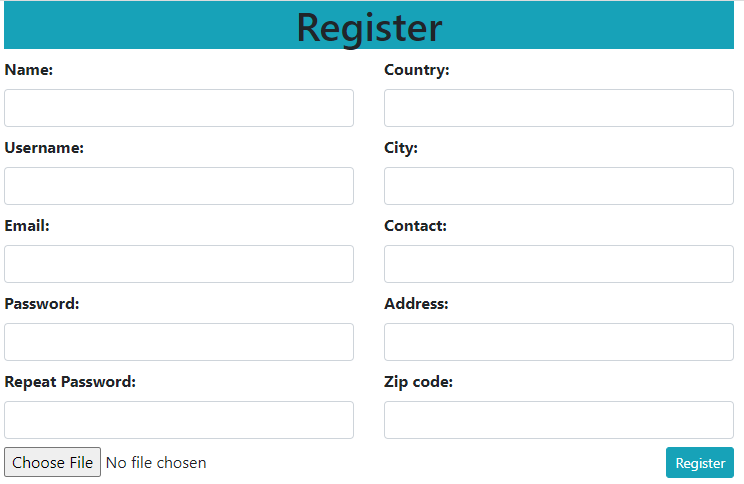 Register
Name:
Country:
Username:
City:
Email:
Contact:
Password:
Address:
Repeat Password:
Zip code:
Choose File No file chosen
Register